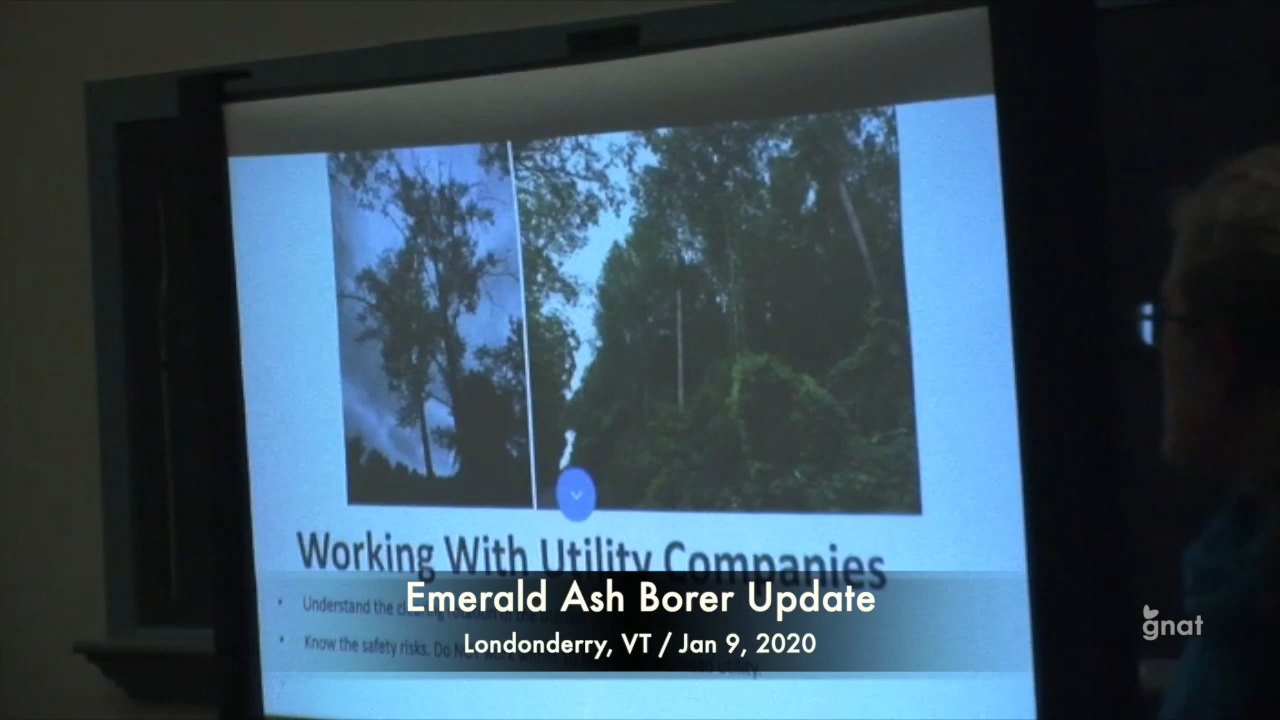 Working With Utility Companies
Understand the
Know the safety risks. Do
utility.
Emerald Ash Borer Update
Londonderry, VT / Jan 9, 2020
gnat